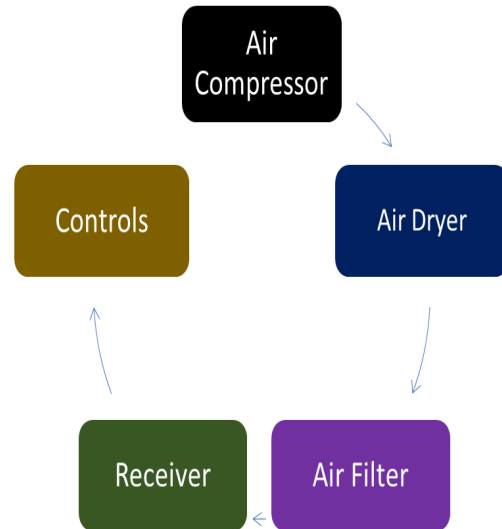 Air
Compressor
Air Dryer
Air Filter
Receiver
Controls